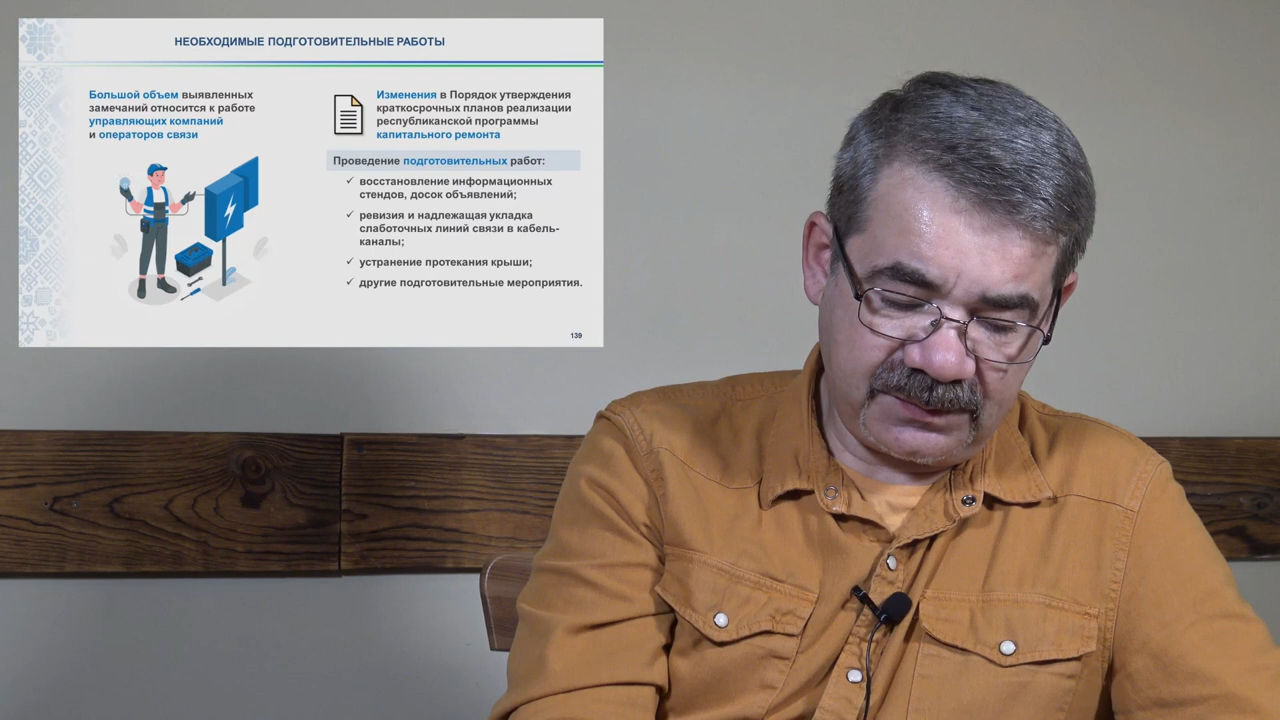 НЕОБХОДИМЫЕ ПОДГОТОВИТЕЛЬНЫЕ РАБОТЫ
Большой объем выявленных
замечаний относится к работе
управляющих компаний
и операторов связи
Изменения в Порядок утверждения
краткосрочных планов реализации
республиканской программы
капитального ремонта
Проведение подготовительных работ:
✓ восстановление информационных
стендов, досок объявлений;
✓ ревизия и надлежащая укладка
слаботочных линий связи в кабель-
каналы;
✓ устранение протекания крыши;
✓ другие подготовительные мероприятия.
139